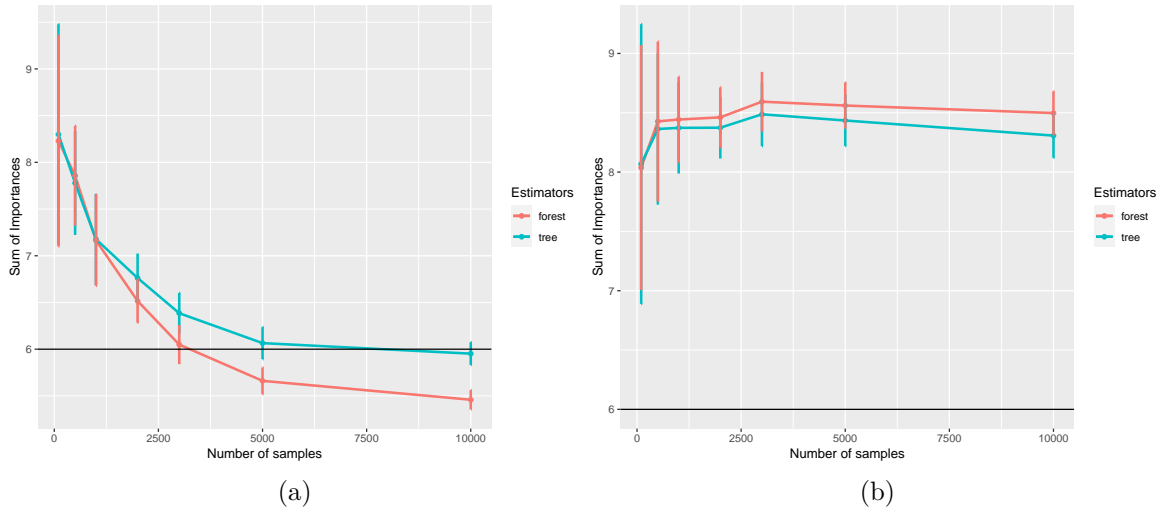 9
8
7
6
0
2500
5000
7500
10000
Number of samples
Sum of Importances
Estimators
forest
tree
(a)
9
8
7
6
0
2500
5000
7500
10000
Number of samples
Sum of Importances
Estimators
forest
tree
(b)